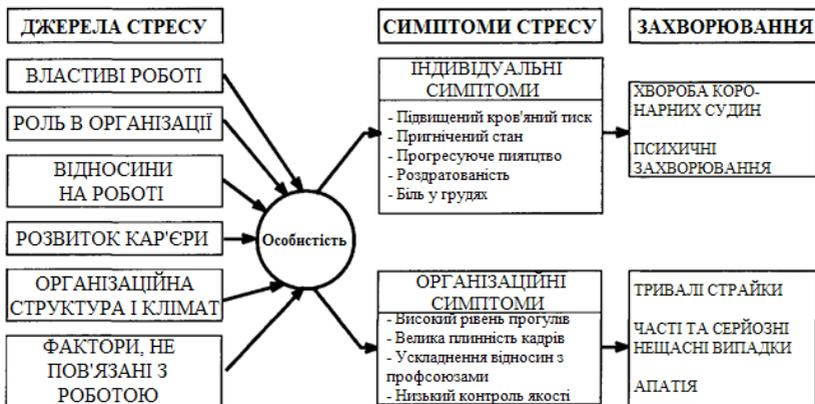 ДЖЕРЕЛА СТРЕСУ
ВЛАСТИВІ РОБОТІ
РОЛЬ В ОРГАНІЗАЦІЇ
ВІДНОСИНИ
НА РОБОТІ
РОЗВИТОК КАР'ЄРИ
ОРГАНІЗАЦІЙНА
СТРУКТУРА І КЛІМАТ
ФАКТОРИ, НЕ
ПОВ'ЯЗАНІ З
РОБОТОЮ
Особистість
СИМПТОМИ СТРЕСУ
ІНДИВІДУАЛЬНІ
СИМПТОМИ
- Підвищений кров'яний тиск
- Пригнічений стан
- Прогресуюче пиятцтво
- Роздратованість
- Біль у грудях
ОРГАНІЗАЦІЙНІ
СИМПТОМИ
- Високий рівень прогулів
- Велика плинність кадрів
- Ускладнення відносин з
профсоюзами
- Низький контроль якості
ЗАХВОРЮВАННЯ
ХВОРОБА КОРО-
НАРНИХ СУДИН
ПСИХИЧНІ
ЗАХВОРЮВАННЯ
ТРИВАЛІ СТРАЙКИ
ЧАСТІ ТА СЕРЙОЗНІ
НЕЩАСНІ ВИПАДКИ
АПАТІЯ